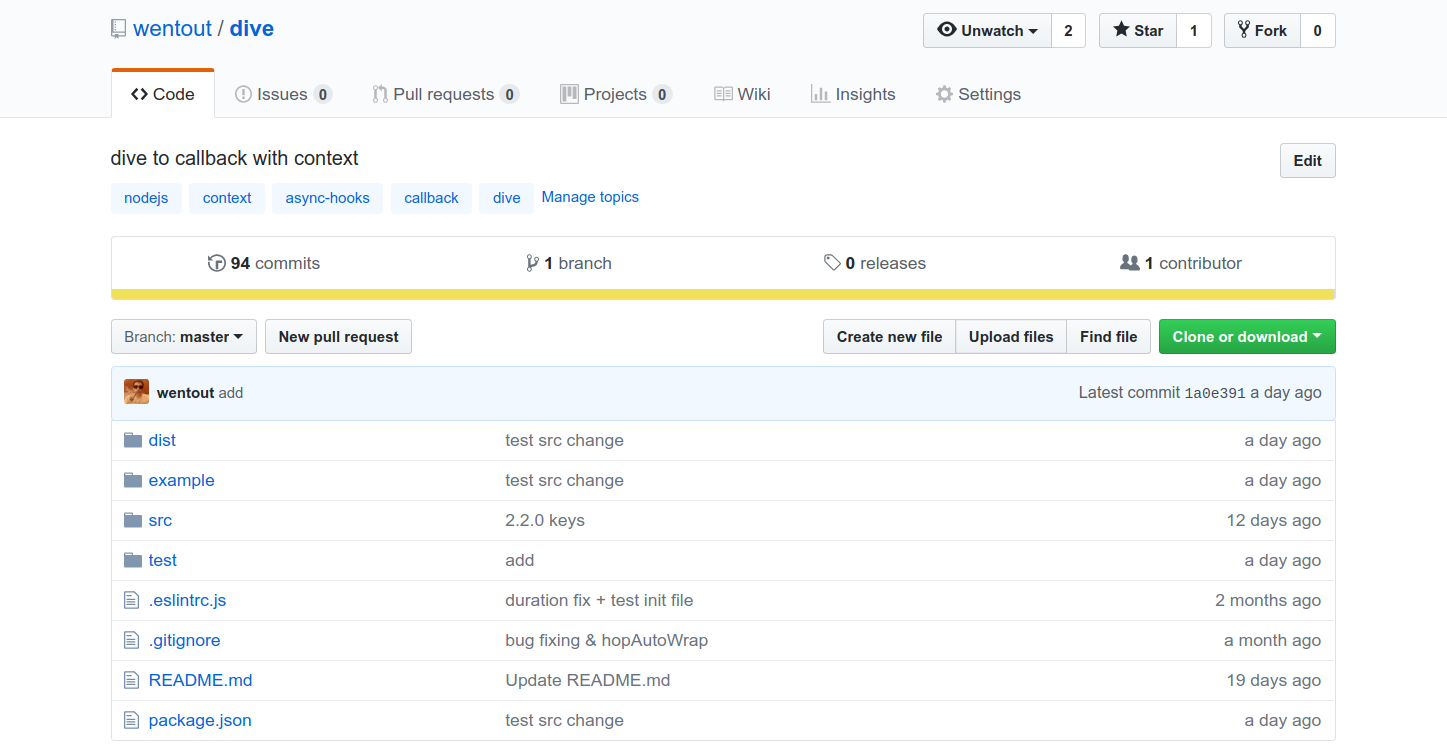 wentout / dive
Unwatch 2 Star 1 Fork 0
Code Issues 0 Pull requests 0 Projects 0 Wiki Insights Settings
dive to callback with context Edit
nodejs context async-hooks callback dive Manage topics
94 commits 1 branch 0 releases 1 contributor
Branch: master New pull request Create new file Upload files Find file Clone or download
wentout add Latest commit 1a0e391 a day ago
dist test src change a day ago
example test src change a day ago
src 2.2.0 keys 12 days ago
test add a day ago
.eslintrc.js duration fix + test init file 2 months ago
.gitignore bug fixing & hopAutoWrap a month ago
README.md Update README.md 19 days ago
package.json test src change a day ago